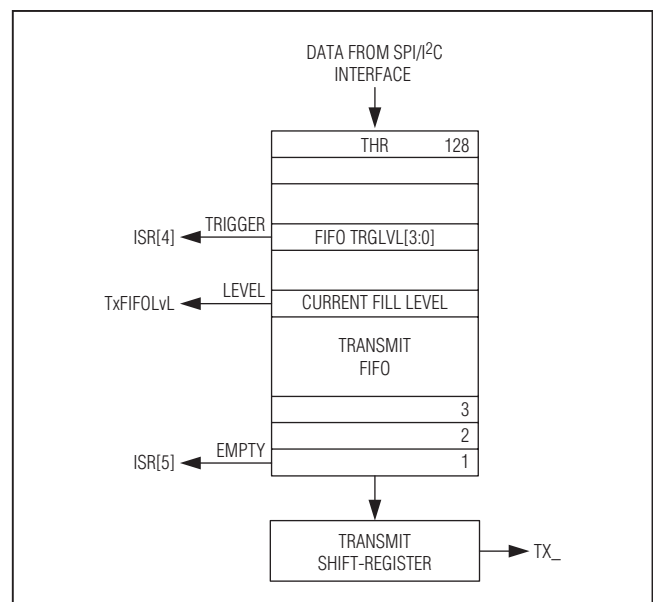 DATA FROM SPI/I2C
INTERFACE
THR 128
TRIGGER
ISR[4]
FIFO TRGLVL[3:0]
LEVEL
TxFIFOLvL
CURRENT FILL LEVEL
TRANSMIT
FIFO
3
2
EMPTY
ISR[5]
1
TRANSMIT
SHIFT-REGISTER
TX_